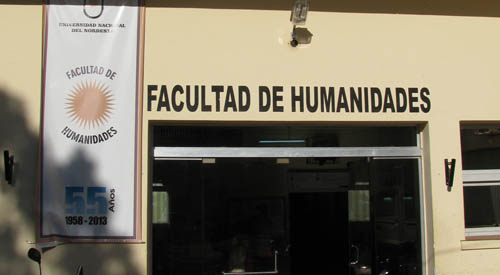 UNIVERSIDAD NACIONAL
DEL NORDESTE
FACULTAD DE
HUMANIDADES
55 Años
1958 - 2013
FACULTAD DE HUMANIDADES